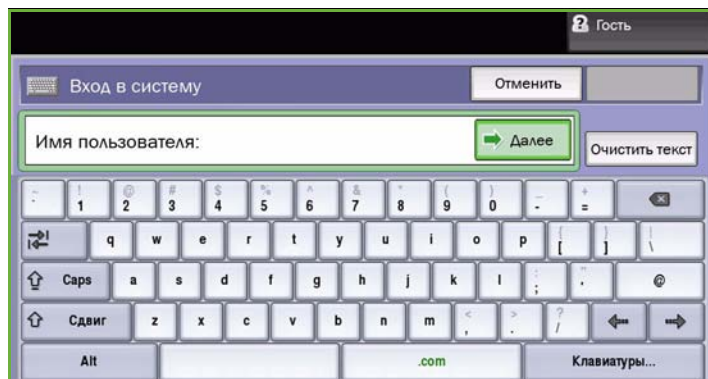 Гость
Вход в систему Отменить
Имя пользователя: Далее Очистить текст
~ ! @ # $ % ^ & * ( ) _ +
` 1 2 3 4 5 6 7 8 9 0 - =
q w e r t y u i o p { [ } ] | \
Caps a s d f g h j k l : ; " ' @
Сдвиг z x c v b n m < , > . ? /
Alt .com Клавиатуры...